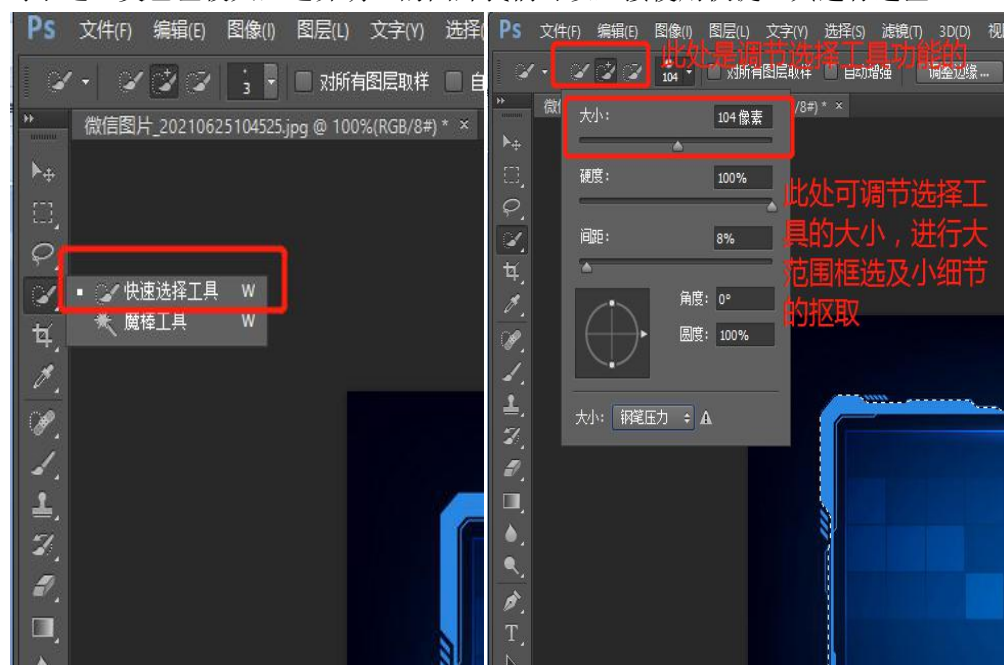 Ps 文件(F) 编辑(E) 图像(I) 图层(L) 文字(Y) 选择(
3 对所有图层取样 自
微信图片_20210625104525.jpg @ 100%(RGB/8#) * ×
快速选择工具 W
魔棒工具 W
Ps 文件(F) 编辑(E) 图像(I) 图层(L) 文字(Y) 选择(S) 滤镜(T) 3D(D) 视
此处是调节选择工具功能的
104 对所有图层取样 自动增强 调整边缘...
微 /8#) * ×
大小: 104 像素
硬度: 100%
间距: 8%
角度: 0°
圆度: 100%
大小: 钢笔压力
此处可调节选择工
具的大小，进行大
范围框选及小细节
的抠取